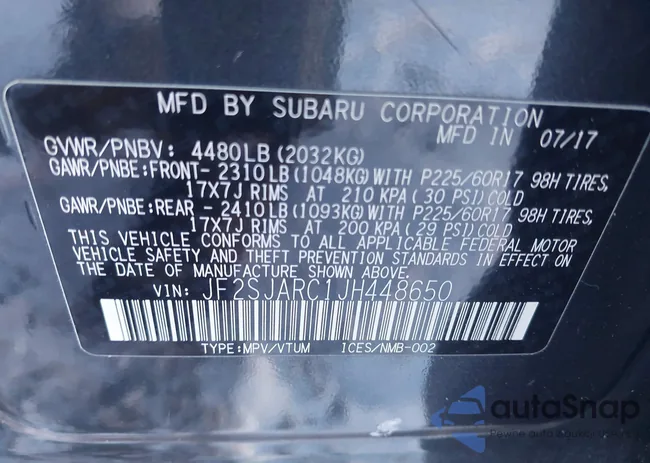 MFD BY SUBARU CORPORATION
MFD IN 07/17
GVWR/PNBV: 4480LB(2032KG)
GAWR/PNBE:FRONT- 2310LB(1048KG)WITH P225/60R17 98H TIRES,
17X7J RIMS AT 210 KPA(30 PSI)COLD
GAWR/PNBE:REAR - 2410LB(1093KG)WITH P225/60R17 98H TIRES,
17X7J RIMS AT 200 KPA(29 PSI)COLD
THIS VEHICLE CONFORMS TO ALL APPLICABLE FEDERAL MOTOR
VEHICLE SAFETY AND THEFT PREVENTION STANDARDS IN EFFECT ON
THE DATE OF MANUFACTURE SHOWN ABOVE.
VIN: JF2SJARC1JH448650
TYPE:MPV/VTUM ICES/NMB-002
autoSnap
Pewne auto z